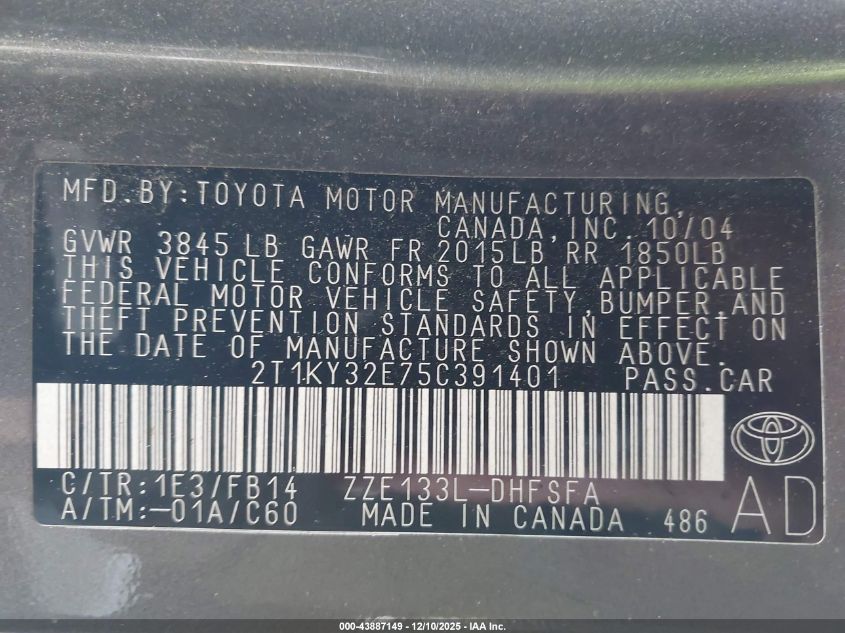 MFD.BY:TOYOTA MOTOR MANUFACTURING,
CANADA, INC. 10/04
GVWR 3845 LB GAWR FR 2015LB RR 1850LB
THIS VEHICLE CONFORMS TO ALL APPLICABLE
FEDERAL MOTOR VEHICLE SAFETY, BUMPER, AND
THEFT PREVENTION STANDARDS IN EFFECT ON
THE DATE OF MANUFACTURE SHOWN ABOVE.
2T1KY32E75C391401 PASS.CAR
C/TR:1E3/FB14 ZZE133L-DHFSFA
A/TM:-01A/C60 MADE IN CANADA 486 AD
000-43887149 - 12/10/2025 - IAA, Inc.